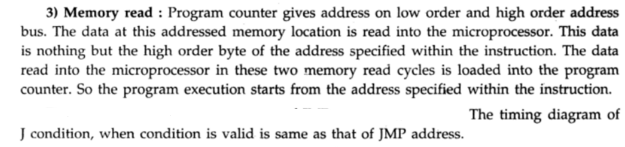 3) Memory read : Program counter gives address on low order and high order address
bus. The data at this addressed memory location is read into the microprocessor. This data
is nothing but the high order byte of the address specified within the instruction. The data
read into the microprocessor in these two memory read cycles is loaded into the program
counter. So the program execution starts from the address specified within the instruction.
The timing diagram of
J condition, when condition is valid is same as that of JMP address.